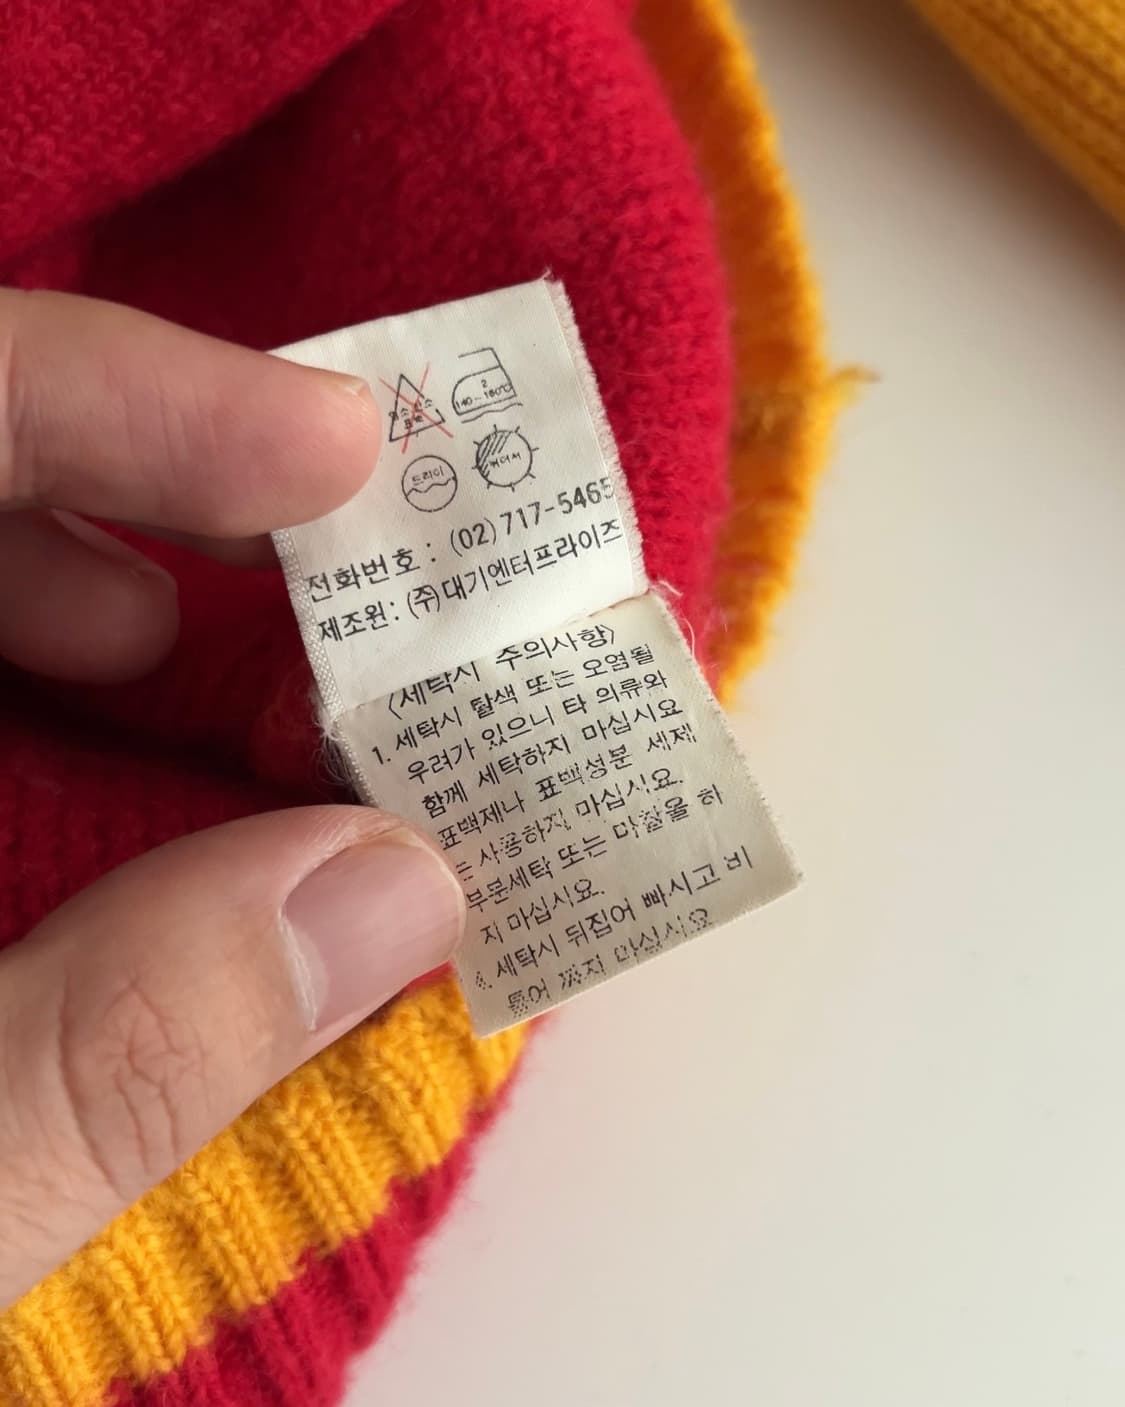 염소 산소
표백
2
140~160℃
드라이
뉘어서
전화번호 : (02) 717-5465
제조원: (주)대기엔터프라이즈
〈세탁시 주의사항〉
1. 세탁시 탈색 또는 오염될
우려가 있으니 타 의류와
함께 세탁하지 마십시요
표백제나 표백성분 세제
는 사용하지 마십시요.
부분세탁 또는 마찰을 하
지 마십시요.
4. 세탁시 뒤집어 빠시고 비
틀어 짜지 마십시요